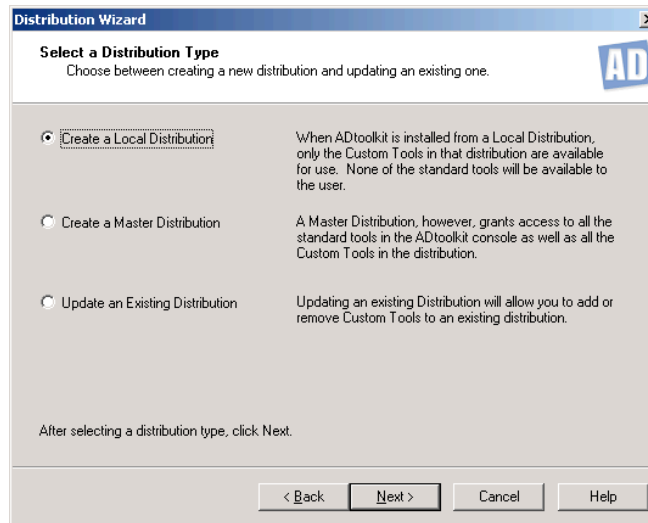 Distribution Wizard
Select a Distribution Type
Choose between creating a new distribution and updating an existing one.
AD
Create a Local Distribution
When ADtoolkit is installed from a Local Distribution,
only the Custom Tools in that distribution are available
for use. None of the standard tools will be available to
the user.
Create a Master Distribution
A Master Distribution, however, grants access to all the
standard tools in the ADtoolkit console as well as all the
Custom Tools in the distribution.
Update an Existing Distribution
Updating an existing Distribution will allow you to add or
remove Custom Tools to an existing distribution.
After selecting a distribution type, click Next.
< Back
Next >
Cancel
Help